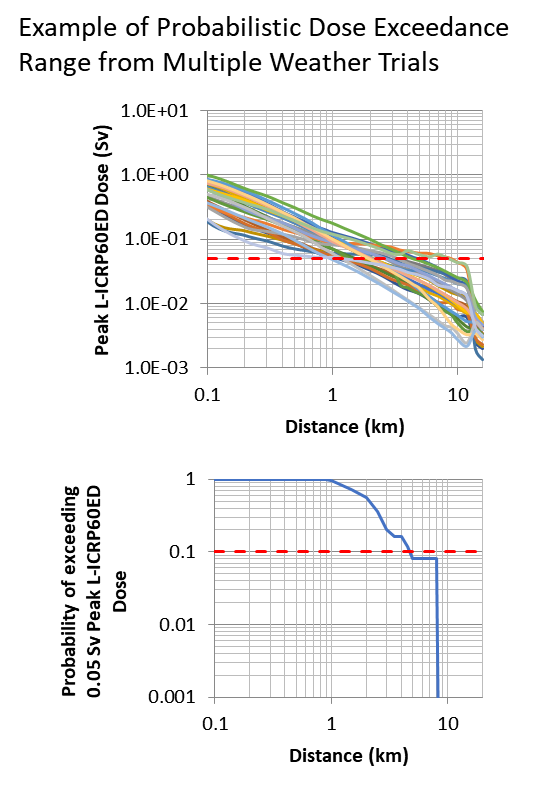 Example of Probabilistic Dose Exceedance
Range from Multiple Weather Trials
Peak L-ICRP60ED Dose (Sv)
1.0E+01
1.0E+00
1.0E-01
1.0E-02
1.0E-03
0.1 1 10
Distance (km)
Probability of exceeding
0.05 Sv Peak L-ICRP60ED
Dose
1
0.1
0.01
0.001
0.1 1 10
Distance (km)